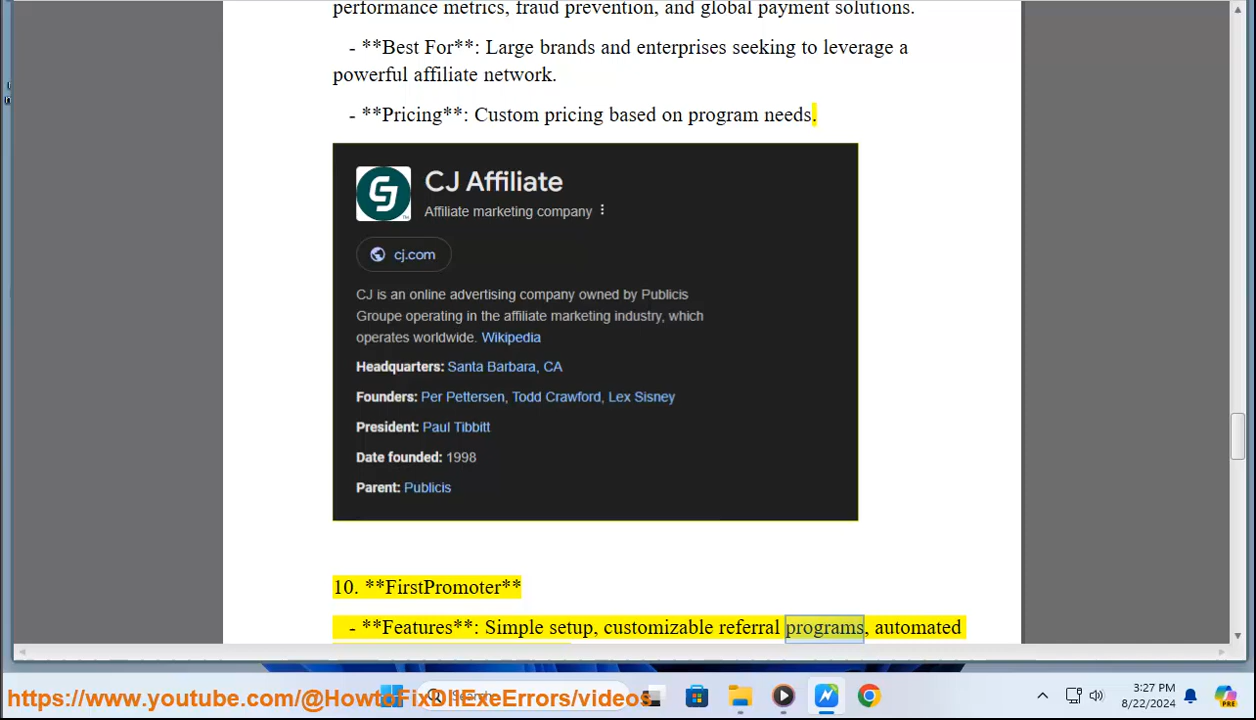 performance metrics, fraud prevention, and global payment solutions.
- **Best For**: Large brands and enterprises seeking to leverage a
powerful affiliate network.
- **Pricing**: Custom pricing based on program needs.
CJ Affiliate
Affiliate marketing company
cj.com
CJ is an online advertising company owned by Publicis
Groupe operating in the affiliate marketing industry, which
operates worldwide. Wikipedia
Headquarters: Santa Barbara, CA
Founders: Per Pettersen, Todd Crawford, Lex Sisney
President: Paul Tibbitt
Date founded: 1998
Parent: Publicis
10. **FirstPromoter**
- **Features**: Simple setup, customizable referral programs, automated
https://www.youtube.com/@HowtoFixDllExeErrors/videos
3:27 PM
8/22/2024
PRE